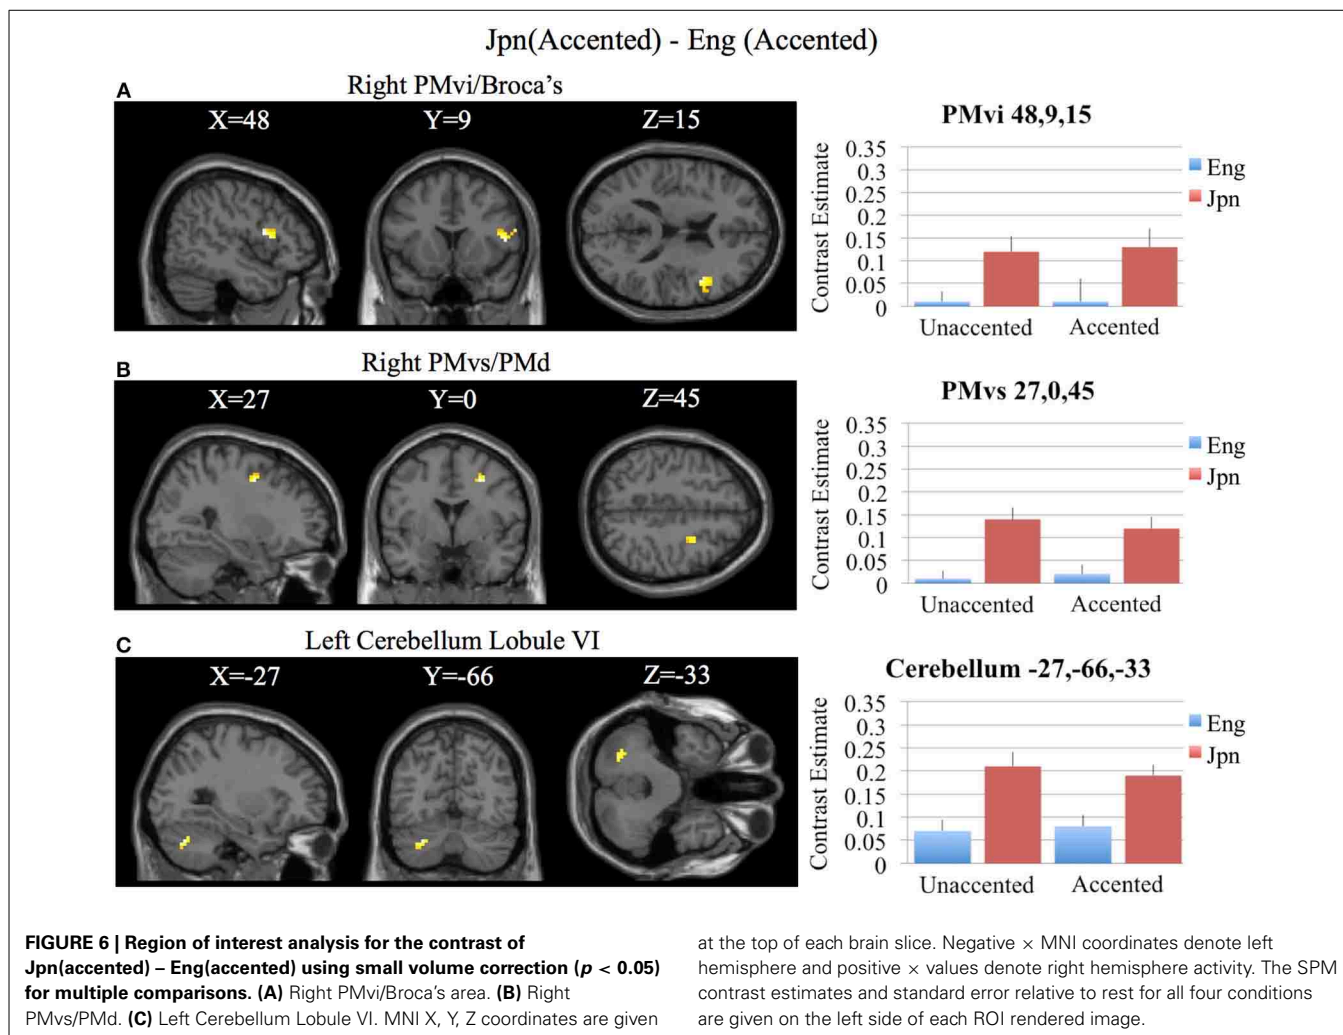 Jpn(Accented) - Eng (Accented)
A
Right PMvi/Broca's
X=48 Y=9 Z=15
PMvi 48,9,15
Contrast Estimate
0.35
0.3
0.25
0.2
0.15
0.1
0.05
0
Unaccented Accented
Eng
Jpn
B
Right PMvs/PMd
X=27 Y=0 Z=45
PMvs 27,0,45
Contrast Estimate
0.35
0.3
0.25
0.2
0.15
0.1
0.05
0
Unaccented Accented
Eng
Jpn
C
Left Cerebellum Lobule VI
X=-27 Y=-66 Z=-33
Cerebellum -27,-66,-33
Contrast Estimate
0.35
0.3
0.25
0.2
0.15
0.1
0.05
0
Unaccented Accented
Eng
Jpn
FIGURE 6 | Region of interest analysis for the contrast of
Jpn(accented) – Eng(accented) using small volume correction (p < 0.05)
for multiple comparisons. (A) Right PMvi/Broca's area. (B) Right
PMvs/PMd. (C) Left Cerebellum Lobule VI. MNI X, Y, Z coordinates are given
at the top of each brain slice. Negative × MNI coordinates denote left
hemisphere and positive × values denote right hemisphere activity. The SPM
contrast estimates and standard error relative to rest for all four conditions
are given on the left side of each ROI rendered image.